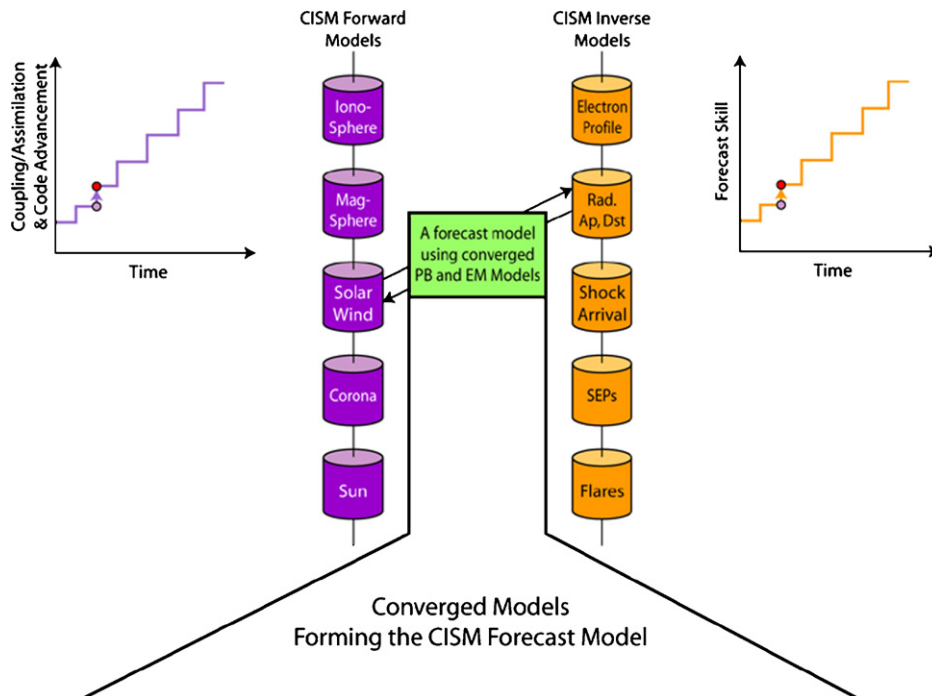 CISM Forward
Models
CISM Inverse
Models
Coupling/Assimilation
& Code Advancement
Time
Iono-
Sphere
Mag-
Sphere
Solar
Wind
Corona
Sun
A forecast model
using converged
PB and EM Models
Electron
Profile
Rad.
Ap, Dst
Shock
Arrival
SEPs
Flares
Forecast Skill
Time
Converged Models
Forming the CISM Forecast Model